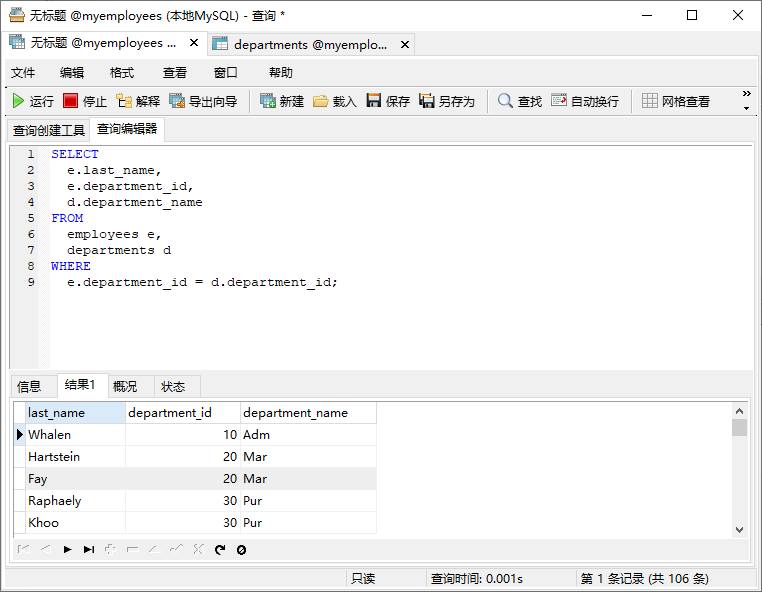 无标题 @myemployees (本地MySQL) - 查询 *
无标题 @myemployees ... departments @myemplo...
文件 编辑 格式 查看 窗口 帮助
运行 停止 解释 导出向导 新建 载入 保存 另存为 查找 自动换行 网格查看
查询创建工具 查询编辑器
1 SELECT
2 e.last_name,
3 e.department_id,
4 d.department_name
5 FROM
6 employees e,
7 departments d
8 WHERE
9 e.department_id = d.department_id;
信息 结果1 概况 状态
last_name department_id department_name
Whalen 10 Adm
Hartstein 20 Mar
Fay 20 Mar
Raphaely 30 Pur
Khoo 30 Pur
只读 查询时间: 0.001s 第 1 条记录 (共 106 条)